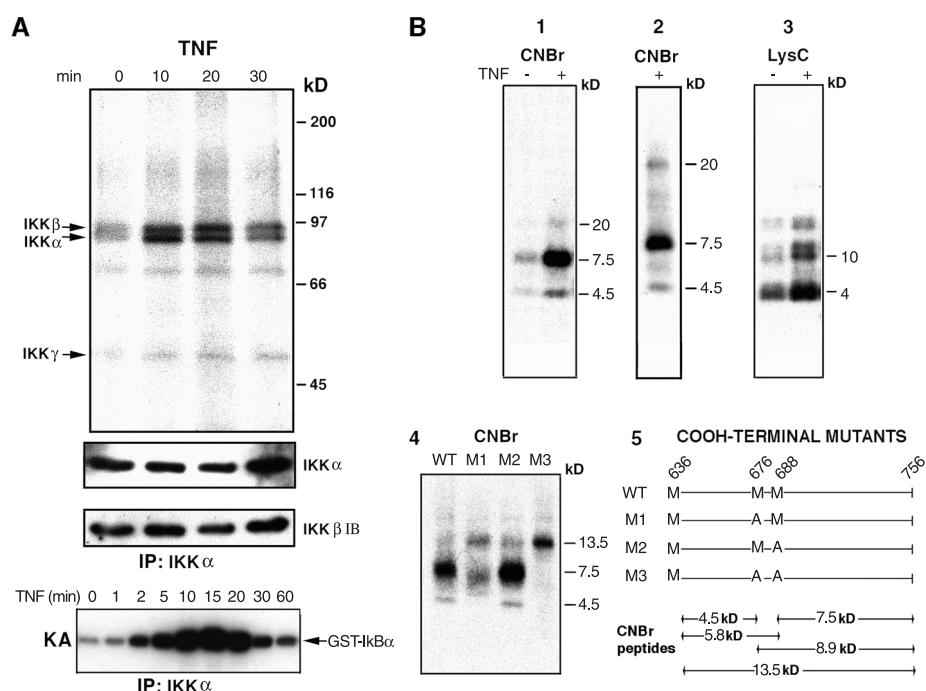 A
TNF
min 0 10 20 30
kD
200
116
97
IKKβ
IKKα
66
IKKγ
45
IKKα
IKKβ IB
IP: IKKα
TNF (min) 0 1 2 5 10 15 20 30 60
KA
GST-IkBα
IP: IKKα
B
1 2 3
CNBr CNBr LysC
TNF - + + - +
kD kD kD
20
7.5
4.5
20
7.5
4.5
10
4
4
CNBr
WT M1 M2 M3
kD
13.5
7.5
4.5
5 COOH-TERMINAL MUTANTS
636 676 688 756
WT M M M
M1 M A M
M2 M M A
M3 M A A
CNBr peptides
4.5 kD 7.5 kD
5.8 kD
8.9 kD
13.5 kD